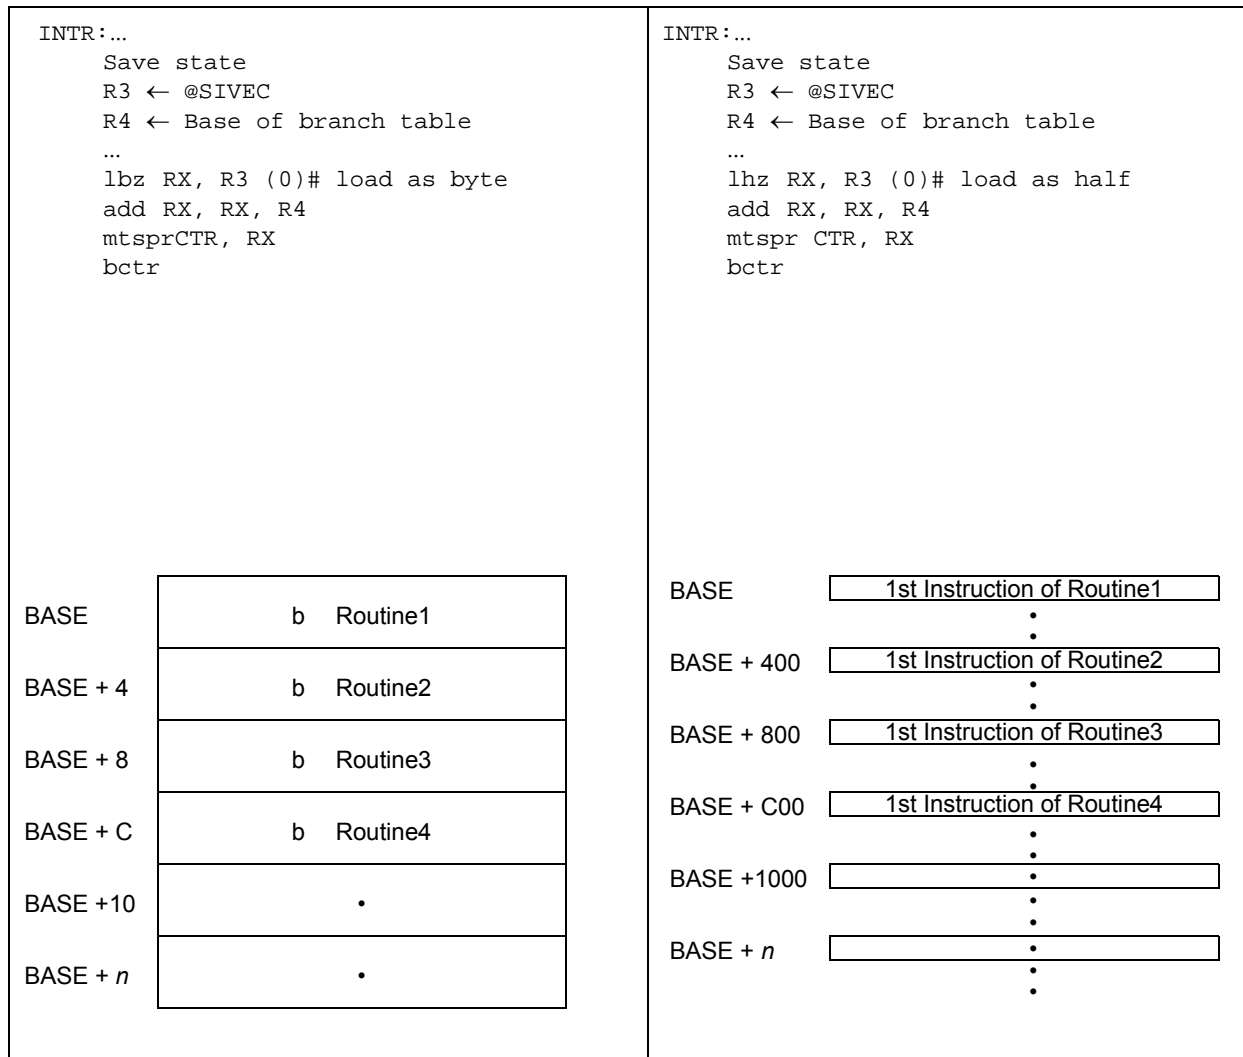 INTR:...
Save state
R3 ← @SIVEC
R4 ← Base of branch table
...
lbz RX, R3 (0)# load as byte
add RX, RX, R4
mtsprCTR, RX
bctr
BASE b Routine1
BASE + 4 b Routine2
BASE + 8 b Routine3
BASE + C b Routine4
BASE +10 •
BASE + n •
INTR:...
Save state
R3 ← @SIVEC
R4 ← Base of branch table
...
lhz RX, R3 (0)# load as half
add RX, RX, R4
mtspr CTR, RX
bctr
BASE 1st Instruction of Routine1
BASE + 400 1st Instruction of Routine2
BASE + 800 1st Instruction of Routine3
BASE + C00 1st Instruction of Routine4
BASE +1000
BASE + n